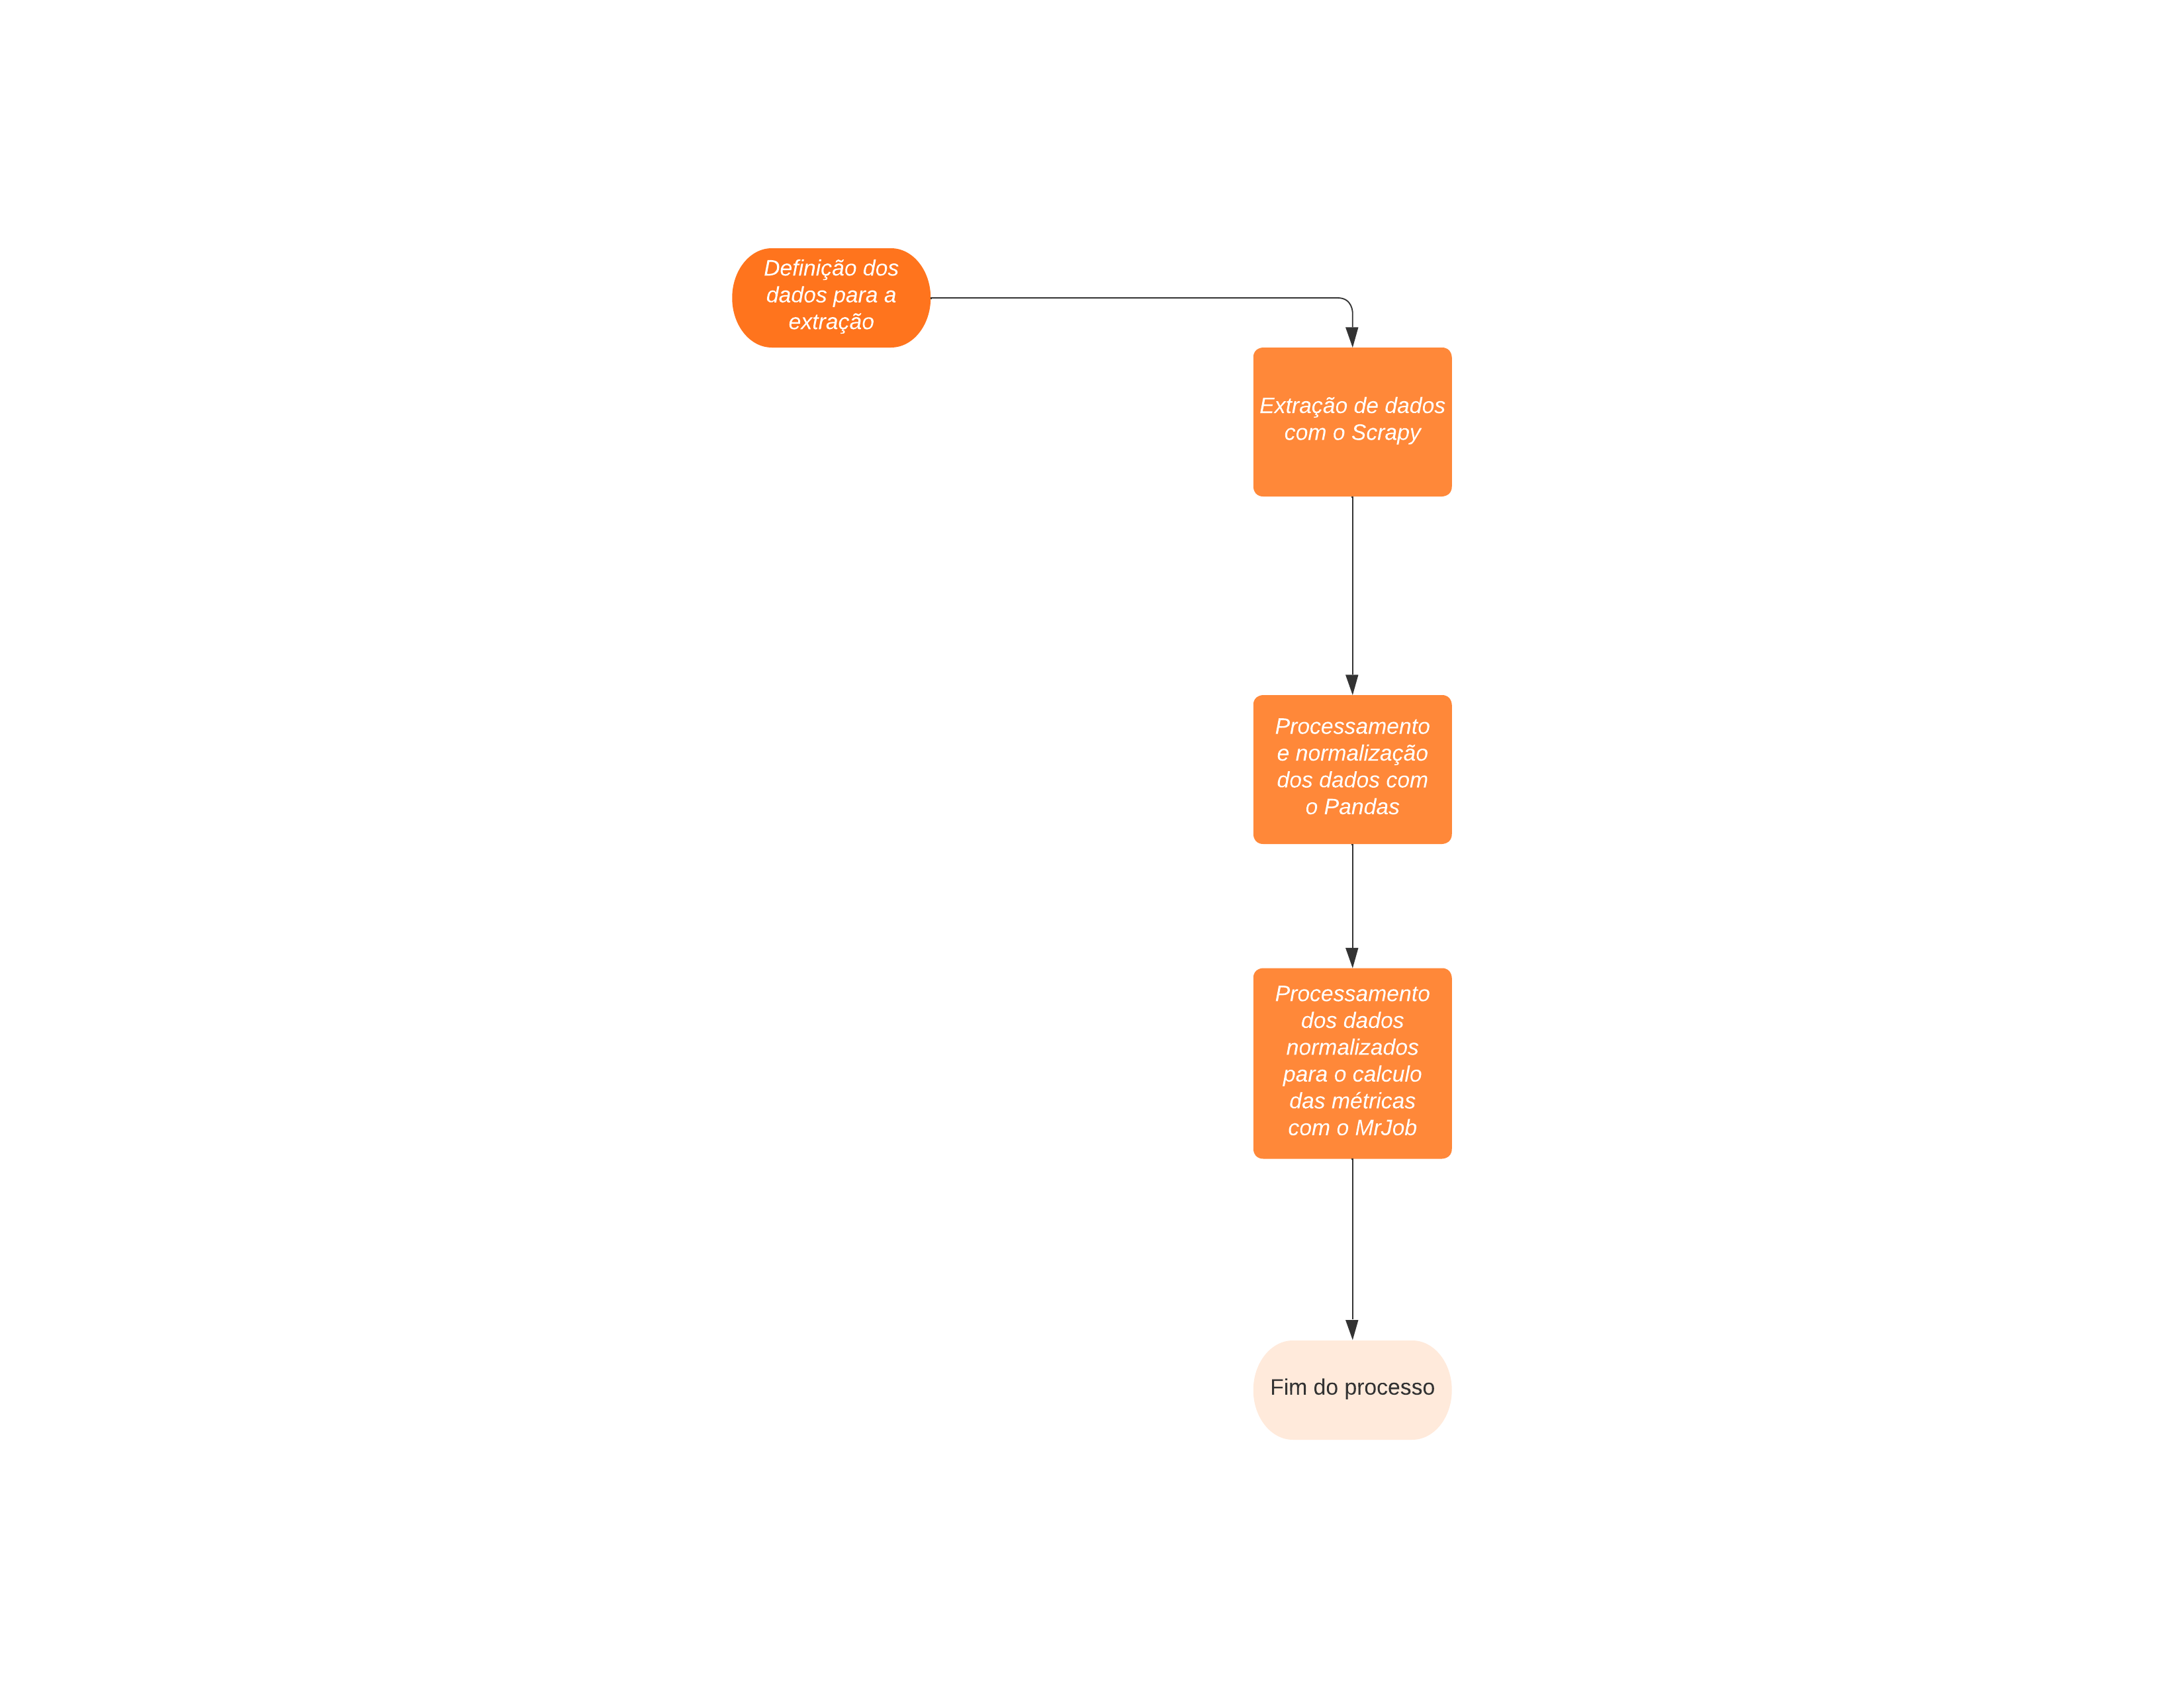 Definição dos
dados para a
extração
Extração de dados
com o Scrapy
Processamento
e normalização
dos dados com
o Pandas
Processamento
dos dados
normalizados
para o calculo
das métricas
com o MrJob
Fim do processo